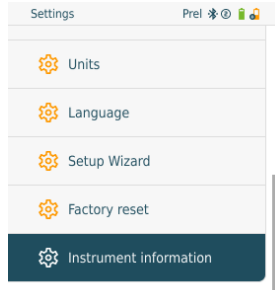 Settings
Prel
Units
Language
Setup Wizard
Factory reset
Instrument information